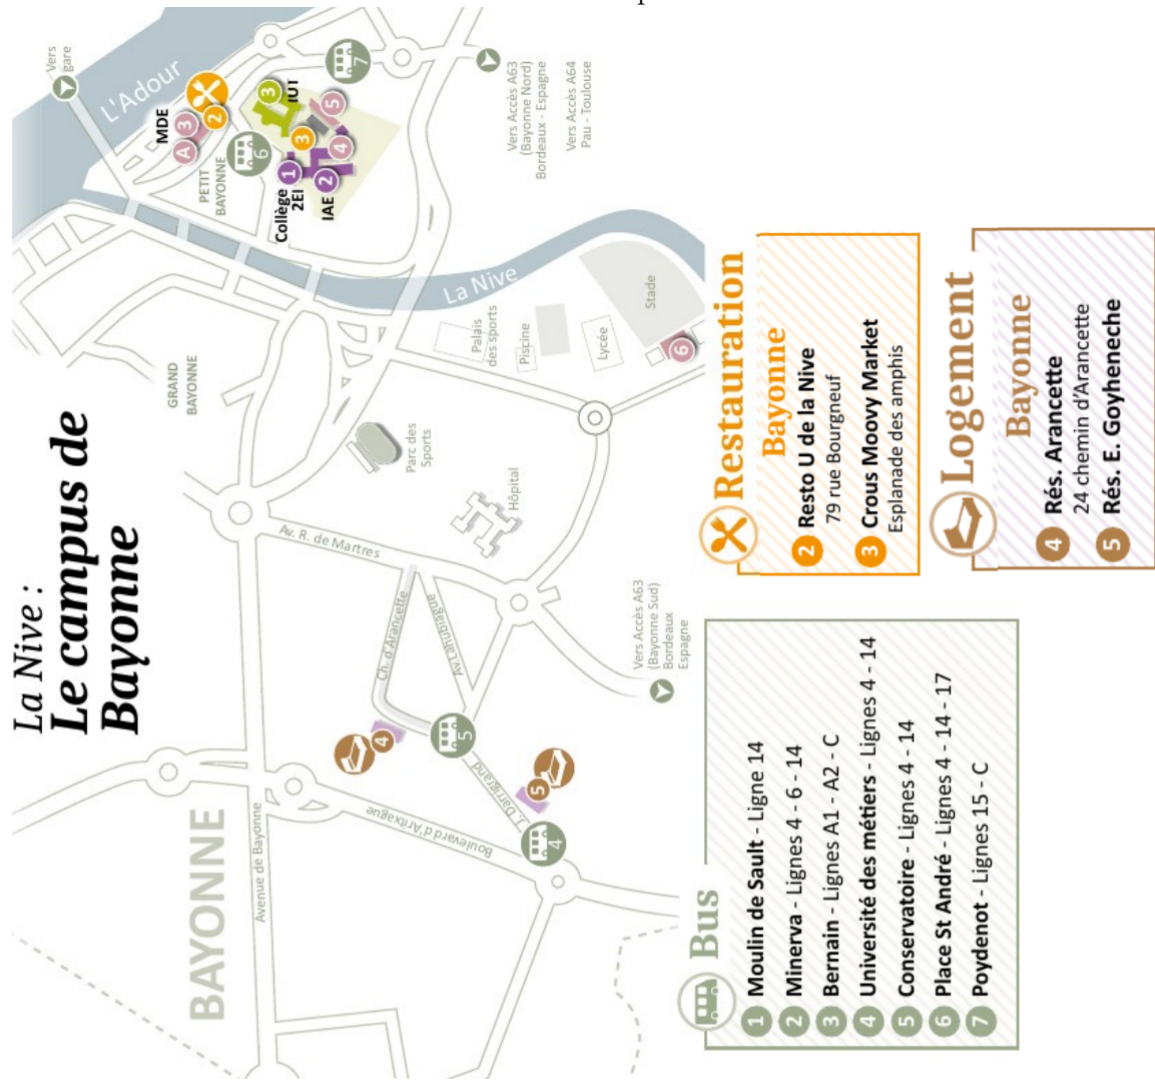 La Nive :
Le campus de
Bayonne
BAYONNE
Avenue de Bayonne
Boulevard d'Aritxague
J. Darrigrand
Ch. d'Arancette
Av. Lahubiague
Av. R. de Martres
4
5
4
5
GRAND
BAYONNE
Parc des
Sports
Hôpital
Vers Accès A63
(Bayonne Sud)
Bordeaux
Espagne
Palais
des sports
Piscine
Lycée
Stade
6
La Nive
L'Adour
Vers
gare
MDE
A
3
2
PETIT
BAYONNE
6
Collège
2EI
1
IAE
2
3
IUT
3
4
5
7
Vers Accès A63
(Bayonne Nord)
Bordeaux - Espagne
Vers Accès A64
Pau - Toulouse
Bus
1 Moulin de Sault - Ligne 14
2 Minerva - Lignes 4 - 6 - 14
3 Bernain - Lignes A1 - A2 - C
4 Université des métiers - Lignes 4 - 14
5 Conservatoire - Lignes 4 - 14
6 Place St André - Lignes 4 - 14 - 17
7 Poydenot - Lignes 15 - C
Restauration
Bayonne
2 Resto U de la Nive
79 rue Bourgneuf
3 Crous Moovy Market
Esplanade des amphis
Logement
Bayonne
4 Rés. Arancette
24 chemin d'Arancette
5 Rés. E. Goyheneche